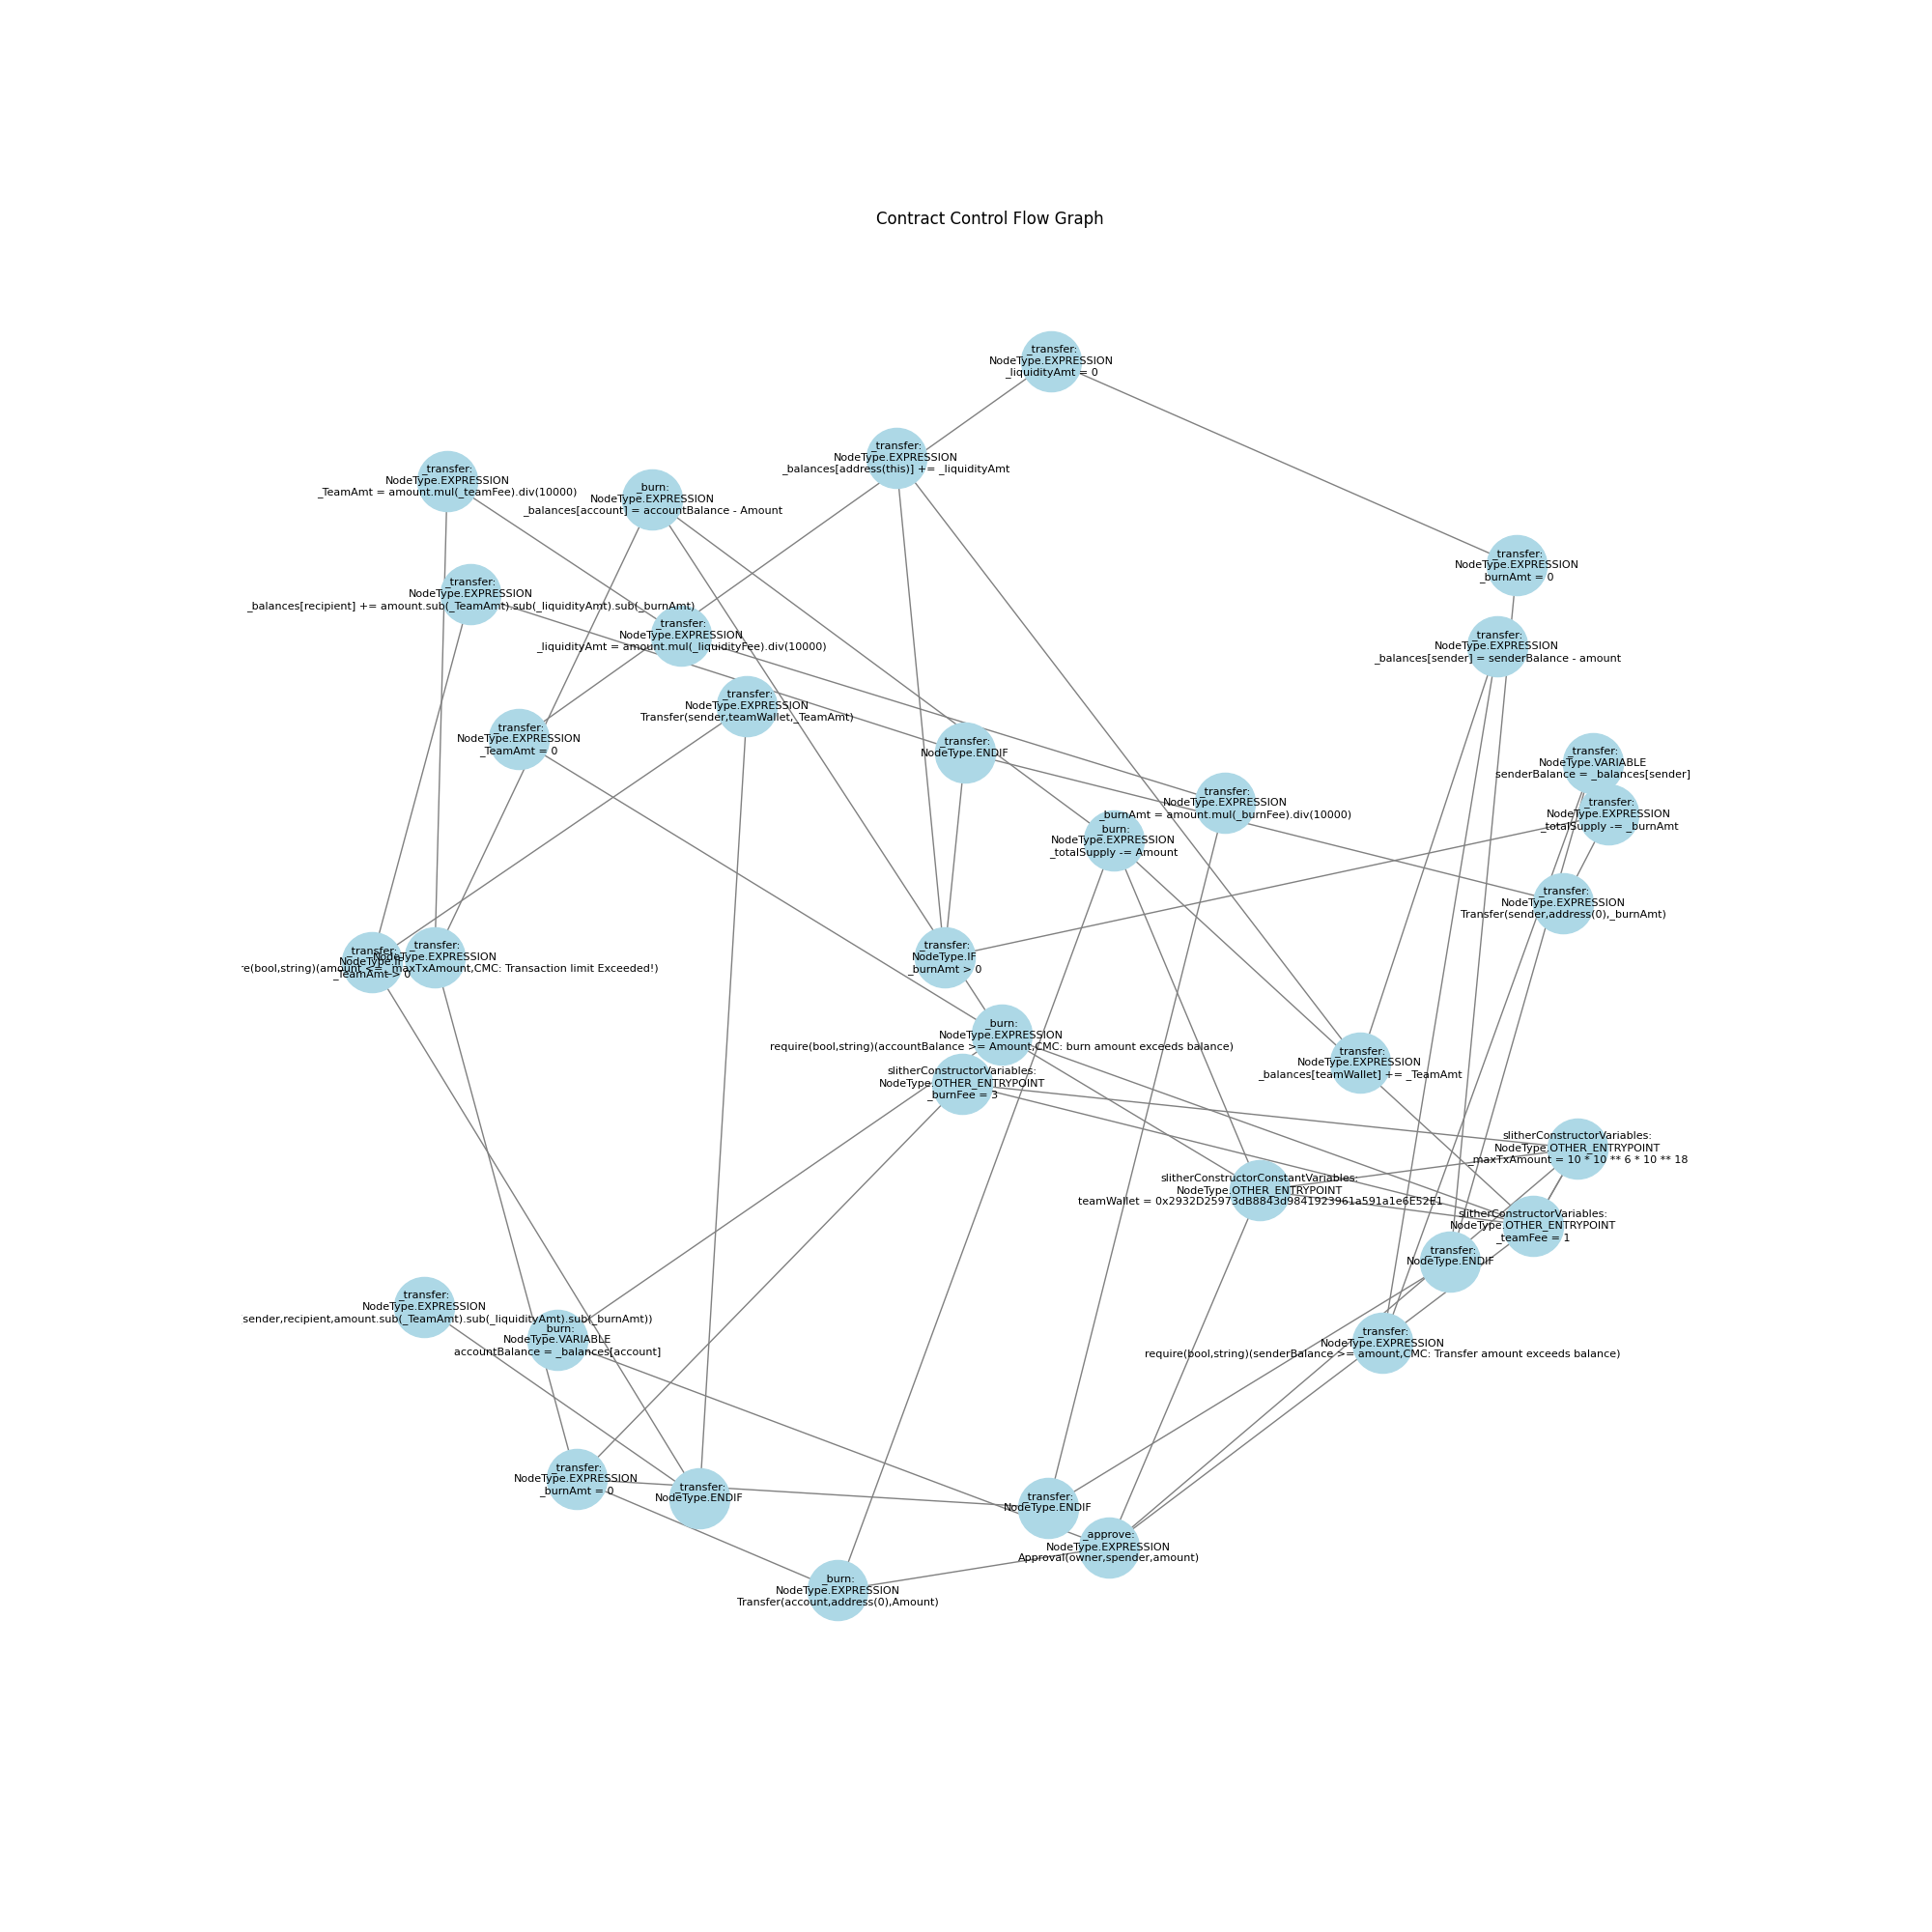 Contract Control Flow Graph
_transfer:
NodeType.EXPRESSION
_liquidityAmt = 0
_transfer:
NodeType.EXPRESSION
_balances[address(this)] += _liquidityAmt
_transfer:
NodeType.EXPRESSION
_TeamAmt = amount.mul(_teamFee).div(10000)
_burn:
NodeType.EXPRESSION
_balances[account] = accountBalance - Amount
_transfer:
NodeType.EXPRESSION
_burnAmt = 0
_transfer:
NodeType.EXPRESSION
_balances[recipient] += amount.sub(_TeamAmt).sub(_liquidityAmt).sub(_burnAmt)
_transfer:
NodeType.EXPRESSION
_liquidityAmt = amount.mul(_liquidityFee).div(10000)
_transfer:
NodeType.EXPRESSION
_balances[sender] = senderBalance - amount
_transfer:
NodeType.EXPRESSION
Transfer(sender,teamWallet,_TeamAmt)
_transfer:
NodeType.EXPRESSION
_TeamAmt = 0
_transfer:
NodeType.ENDIF
_transfer:
NodeType.VARIABLE
senderBalance = _balances[sender]
_transfer:
NodeType.EXPRESSION
_burnAmt = amount.mul(_burnFee).div(10000)
_transfer:
NodeType.EXPRESSION
_totalSupply -= _burnAmt
_burn:
NodeType.EXPRESSION
_totalSupply -= Amount
_transfer:
NodeType.EXPRESSION
Transfer(sender,address(0),_burnAmt)
_transfer:
NodeType.IF
_TeamAmt > 0
_transfer:
NodeType.EXPRESSION
re(bool,string)(amount <= _maxTxAmount,CMC: Transaction limit Exceeded!)
_transfer:
NodeType.IF
_burnAmt > 0
_burn:
NodeType.EXPRESSION
require(bool,string)(accountBalance >= Amount,CMC: burn amount exceeds balance)
_transfer:
NodeType.EXPRESSION
_balances[teamWallet] += _TeamAmt
slitherConstructorVariables:
NodeType.OTHER_ENTRYPOINT
_burnFee = 3
slitherConstructorVariables:
NodeType.OTHER_ENTRYPOINT
_maxTxAmount = 10 * 10 ** 6 * 10 ** 18
slitherConstructorConstantVariables:
NodeType.OTHER_ENTRYPOINT
teamWallet = 0x2932D25973dB8843d9841923961a591a1e6E52E1
slitherConstructorVariables:
NodeType.OTHER_ENTRYPOINT
_teamFee = 1
_transfer:
NodeType.ENDIF
_transfer:
NodeType.EXPRESSION
sender,recipient,amount.sub(_TeamAmt).sub(_liquidityAmt).sub(_burnAmt))
_burn:
NodeType.VARIABLE
accountBalance = _balances[account]
_transfer:
NodeType.EXPRESSION
require(bool,string)(senderBalance >= amount,CMC: Transfer amount exceeds balance)
_transfer:
NodeType.EXPRESSION
_burnAmt = 0
_transfer:
NodeType.ENDIF
_transfer:
NodeType.ENDIF
_approve:
NodeType.EXPRESSION
Approval(owner,spender,amount)
_burn:
NodeType.EXPRESSION
Transfer(account,address(0),Amount)